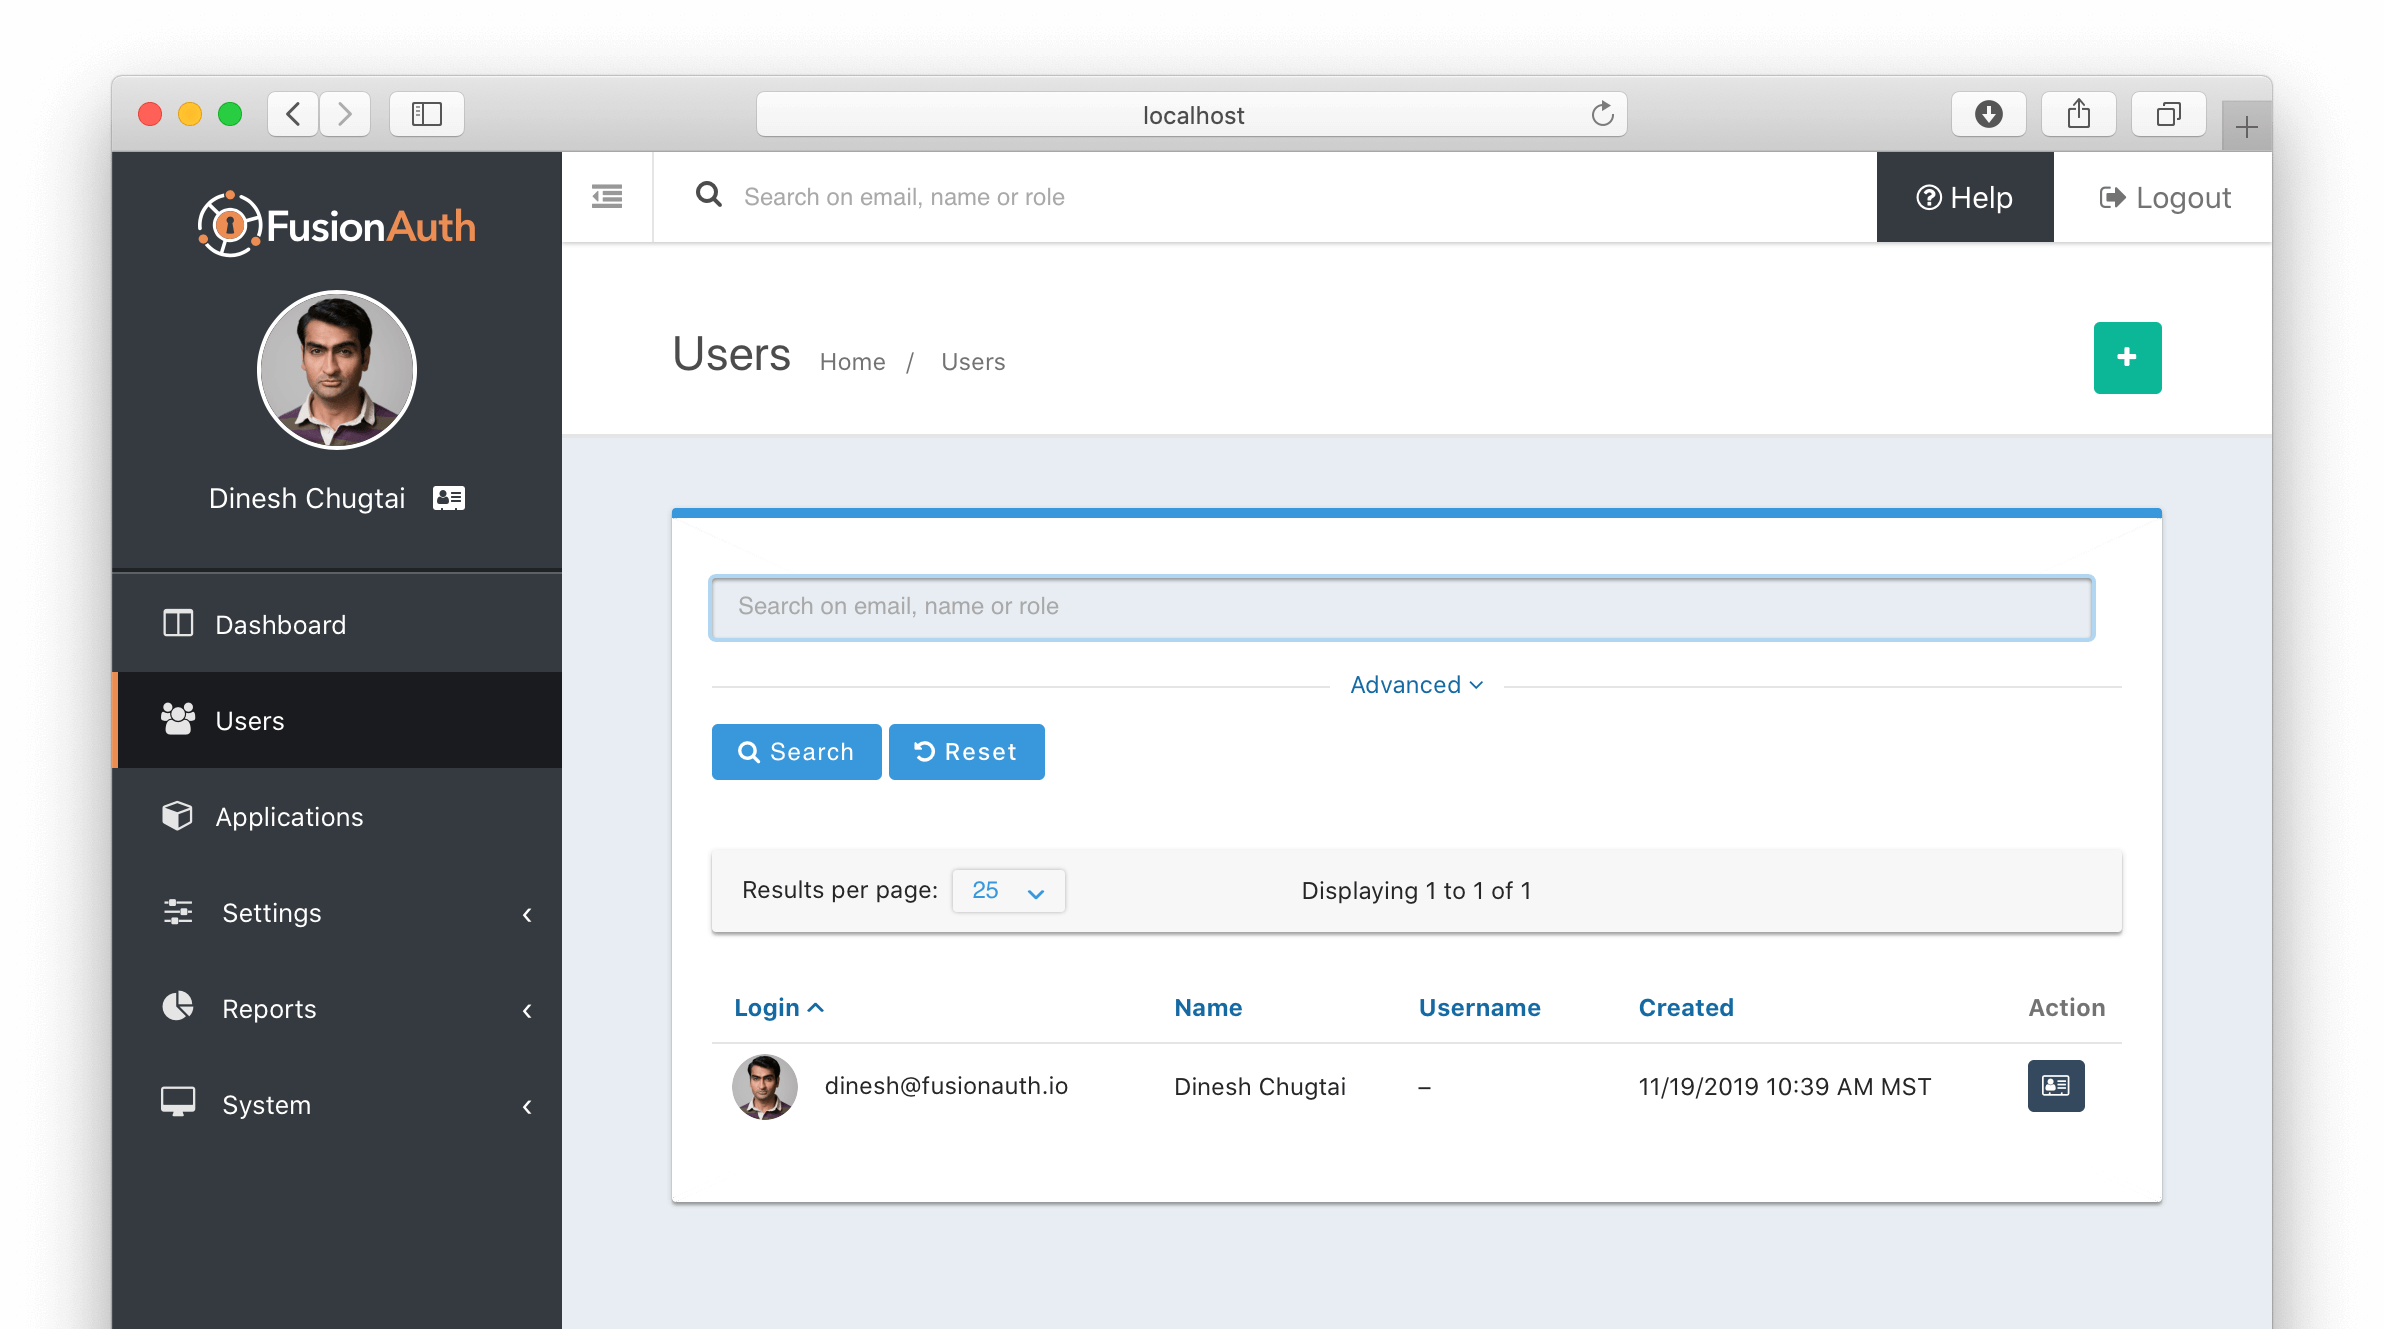 localhost
FusionAuth
Search on email, name or role
Help
Logout
Dinesh Chugtai
Dashboard
Users
Applications
Settings
Reports
System
Users Home / Users
Search on email, name or role
Advanced
Search Reset
Results per page: 25 Displaying 1 to 1 of 1
Login Name Username Created Action
dinesh@fusionauth.io Dinesh Chugtai – 11/19/2019 10:39 AM MST